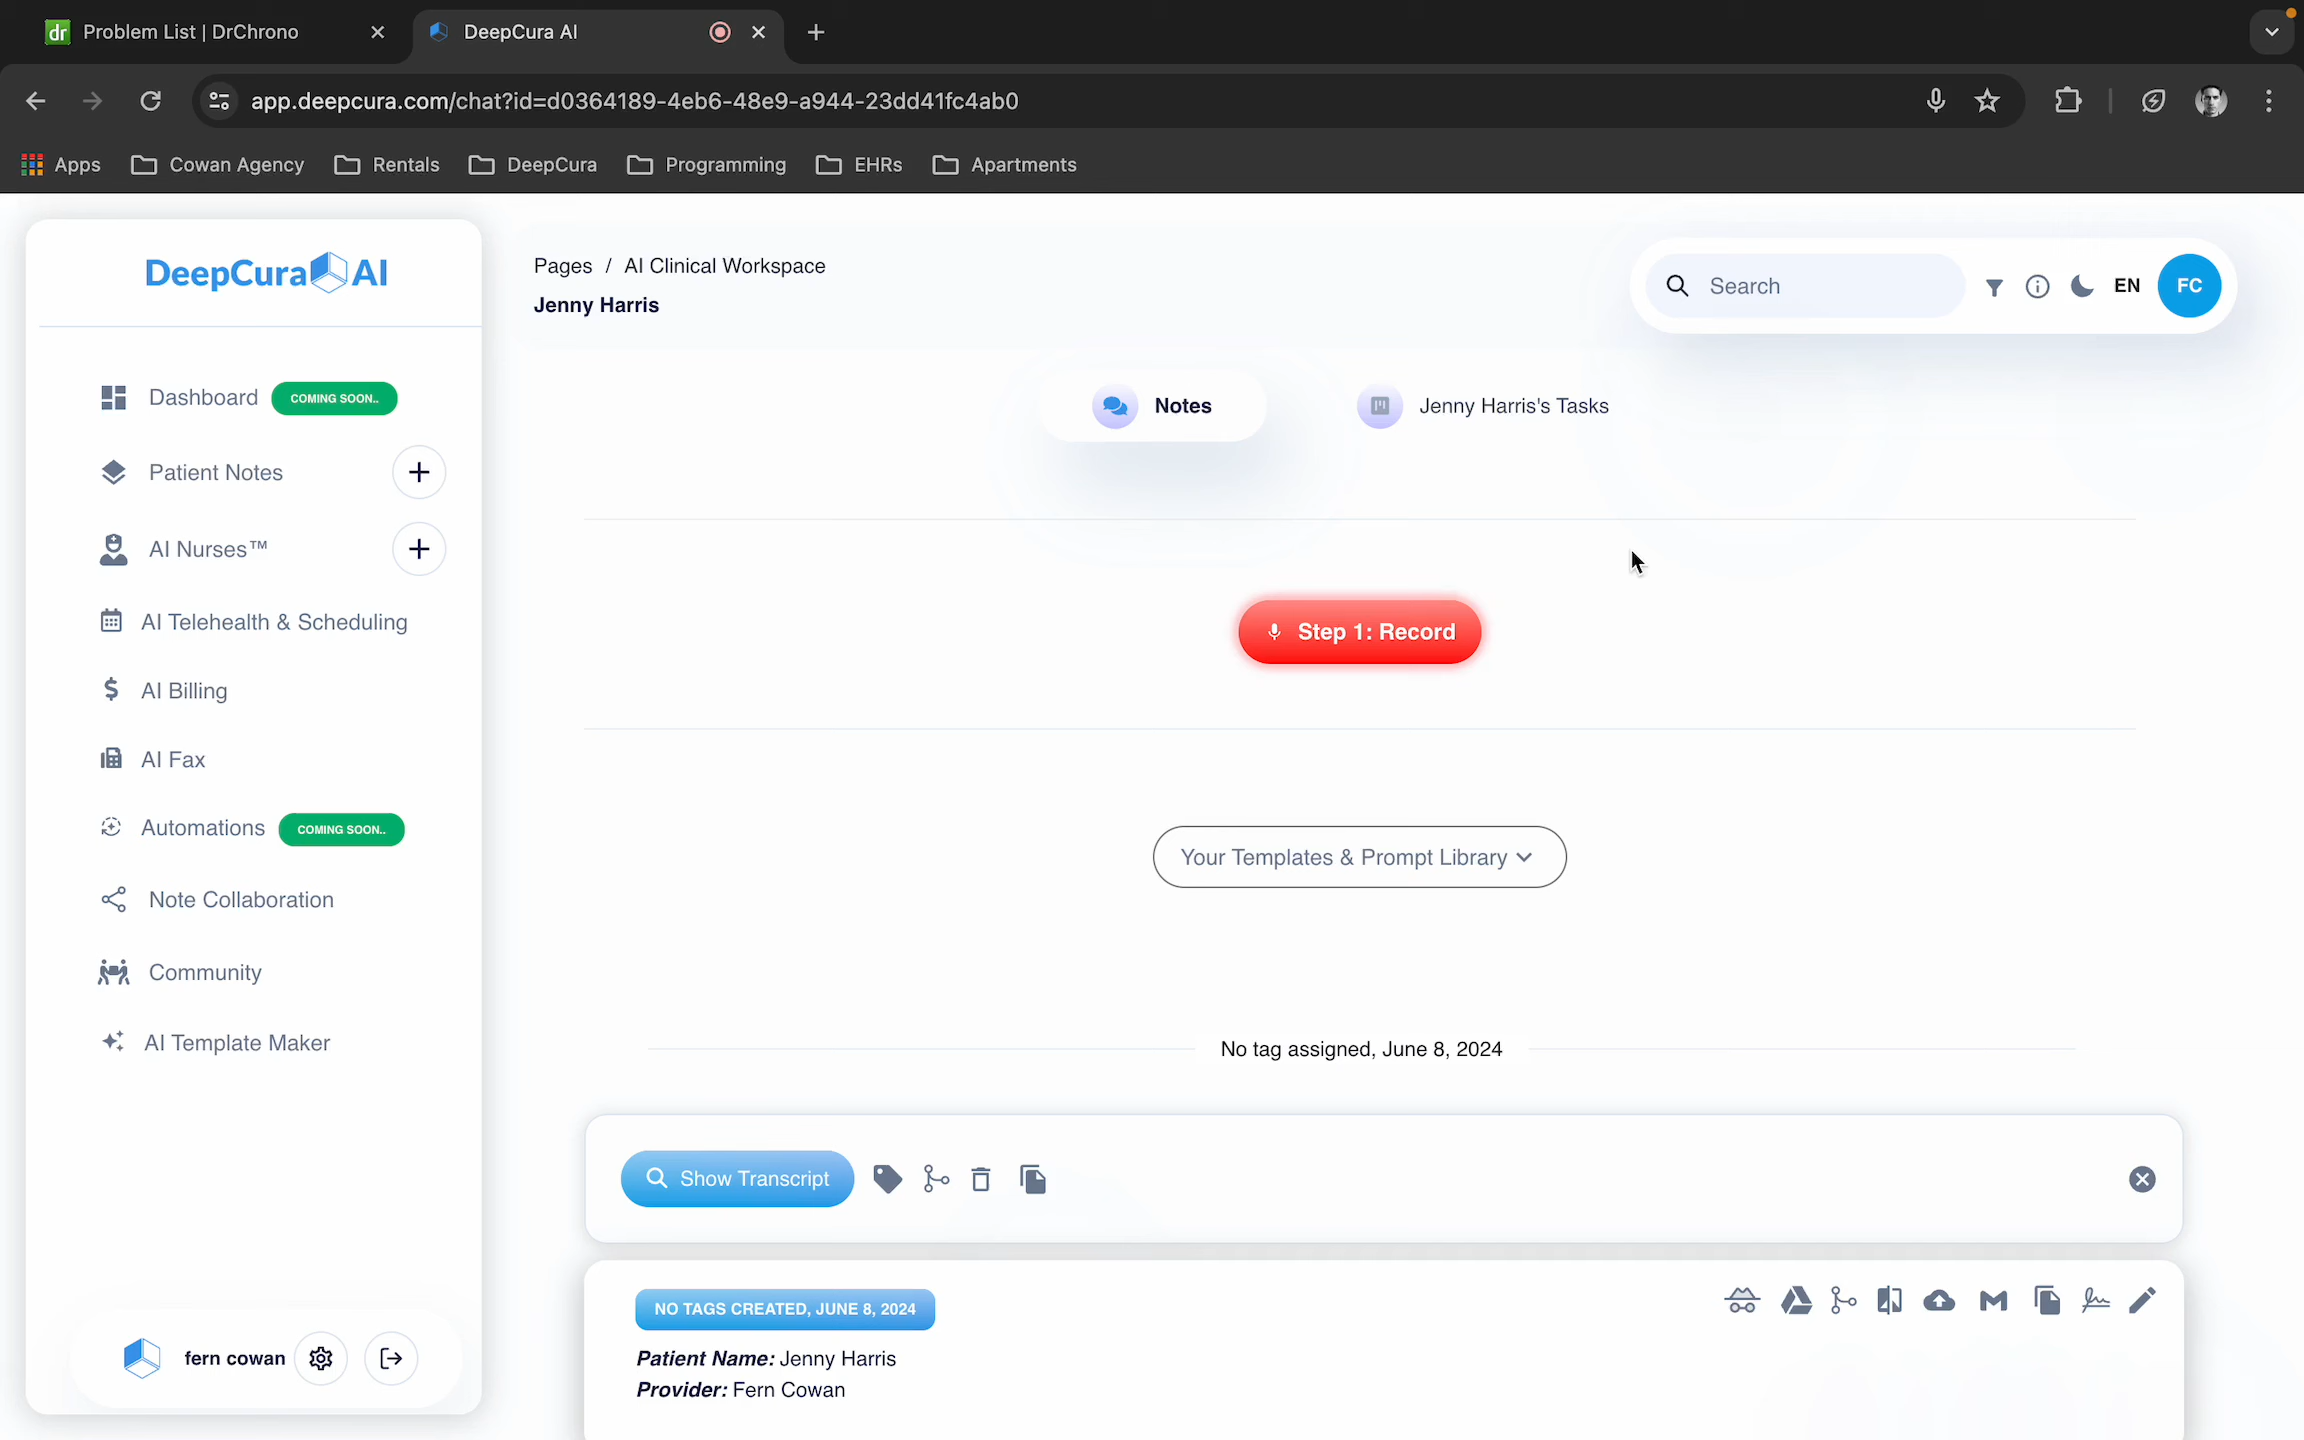 Problem List | DrChrono
DeepCura AI
app.deepcura.com/chat?id=d0364189-4eb6-48e9-a944-23dd41fc4ab0
Apps
Cowan Agency
Rentals
DeepCura
Programming
EHRs
Apartments
DeepCura AI
Dashboard
COMING SOON..
Patient Notes
AI Nurses™
AI Telehealth & Scheduling
AI Billing
AI Fax
Automations
COMING SOON..
Note Collaboration
Community
AI Template Maker
fern cowan
Pages / AI Clinical Workspace
Jenny Harris
Search
EN
FC
Notes
Jenny Harris's Tasks
Step 1: Record
Your Templates & Prompt Library
No tag assigned, June 8, 2024
Show Transcript
NO TAGS CREATED, JUNE 8, 2024
Patient Name: Jenny Harris
Provider: Fern Cowan